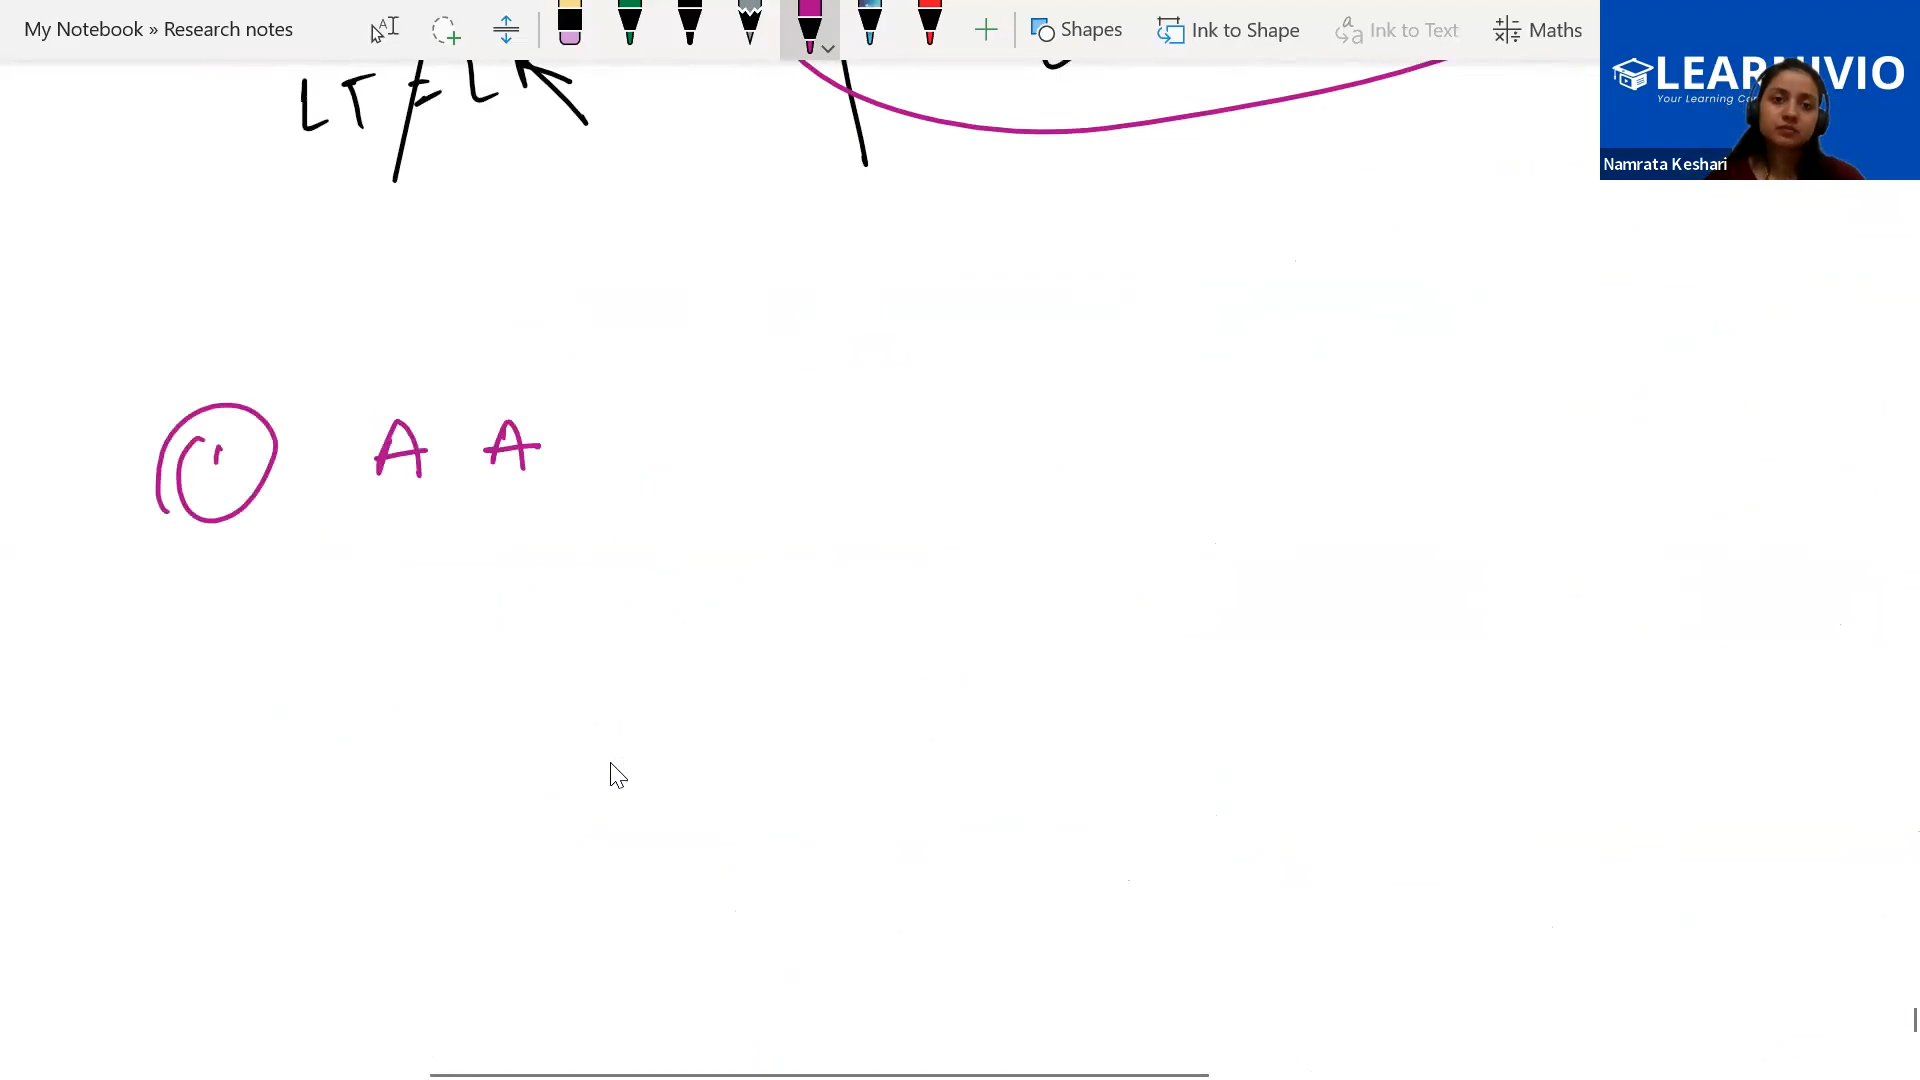 My Notebook » Research notes
Shapes
Ink to Shape
Ink to Text
Maths
LEAR VIO
Your Learning
Namrata Keshari
LT = L
1 A A